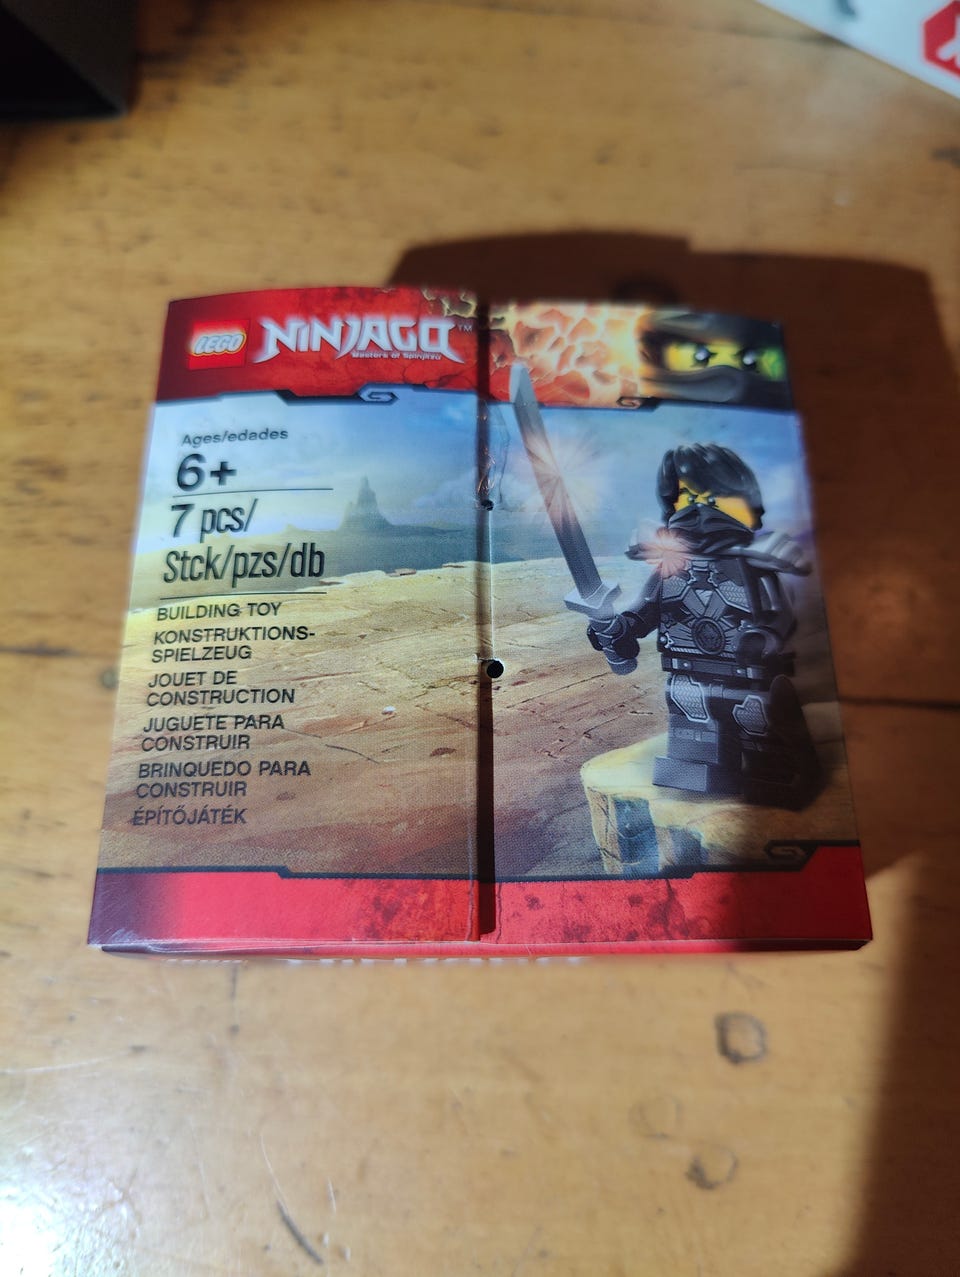 LEGO NINJAGO™
Masters of Spinjitzu
Ages/edades
6+
7 pcs/
Stck/pzs/db
BUILDING TOY
KONSTRUKTIONS-
SPIELZEUG
JOUET DE
CONSTRUCTION
JUGUETE PARA
CONSTRUIR
BRINQUEDO PARA
CONSTRUIR
ÉPÍTŐJÁTÉK